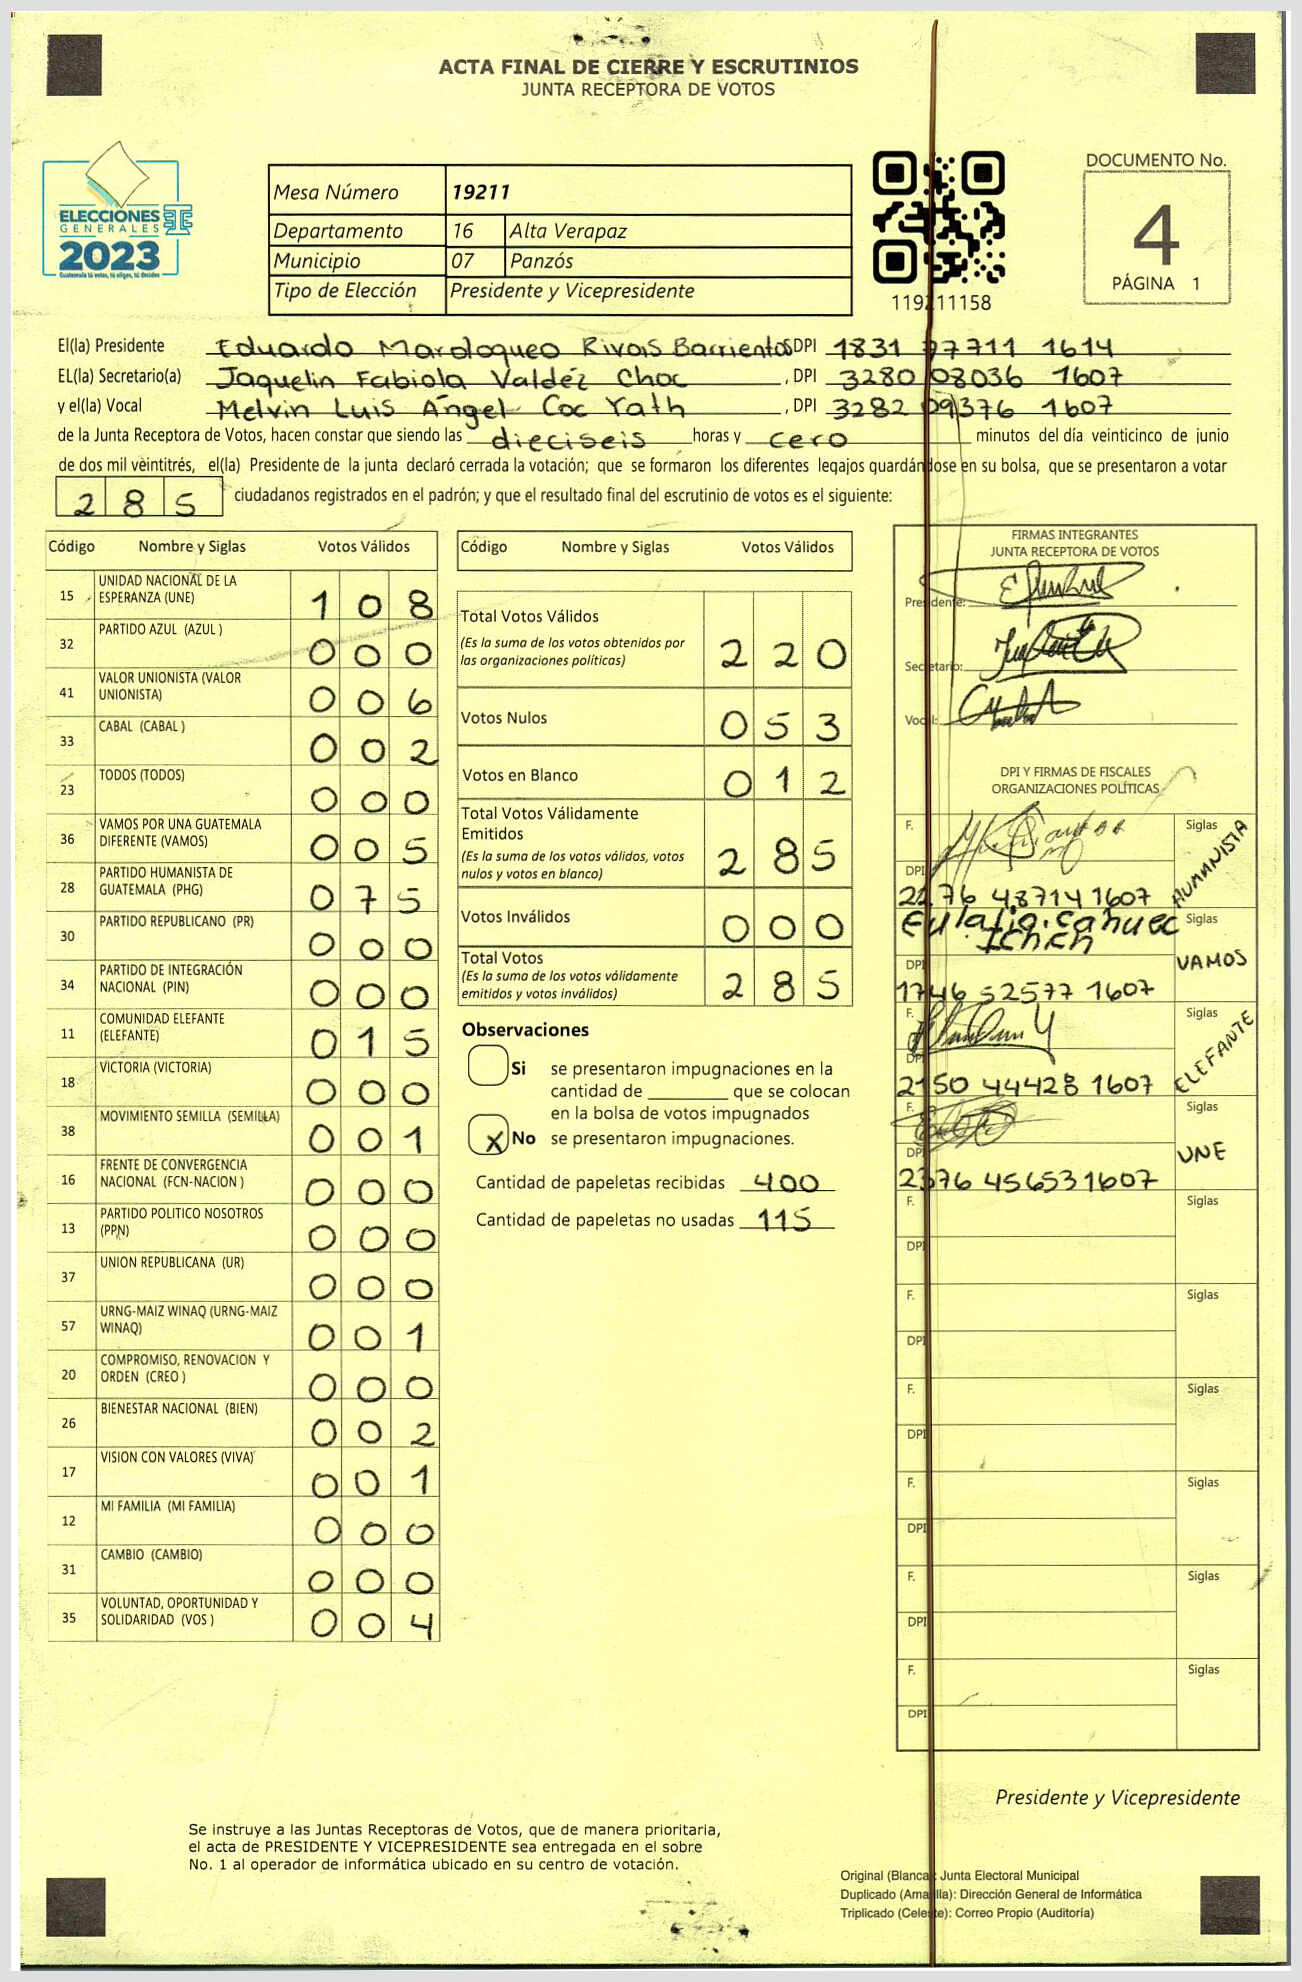 ACTA FINAL DE CIERRE Y ESCRUTINIOS
JUNTA RECEPTORA DE VOTOS
ELECCIONES
GENERALES
2023
Guatemala tú votas, tú eliges, tú decides
Mesa Número 19211
Departamento 16 Alta Verapaz
Municipio 07 Panzós
Tipo de Elección Presidente y Vicepresidente
119211158
DOCUMENTO No.
4
PÁGINA 1
El(la) Presidente Eduardo Mardoqueo Rivas Barrientos DPI 1831 77711 1614
EL(la) Secretario(a) Jaquelin Fabiola Valdéz Choc , DPI 3280 08036 1607
y el(la) Vocal Melvin Luis Ángel Coc Yath , DPI 3282 09376 1607
de la Junta Receptora de Votos, hacen constar que siendo las dieciseis horas y cero minutos del día veinticinco de junio
de dos mil veintitrés, el(la) Presidente de la junta declaró cerrada la votación; que se formaron los diferentes legajos guardándose en su bolsa, que se presentaron a votar
285 ciudadanos registrados en el padrón; y que el resultado final del escrutinio de votos es el siguiente:
Código Nombre y Siglas Votos Válidos
15 UNIDAD NACIONAL DE LA ESPERANZA (UNE) 108
32 PARTIDO AZUL (AZUL ) 000
41 VALOR UNIONISTA (VALOR UNIONISTA) 006
33 CABAL (CABAL ) 002
23 TODOS (TODOS) 000
36 VAMOS POR UNA GUATEMALA DIFERENTE (VAMOS) 005
28 PARTIDO HUMANISTA DE GUATEMALA (PHG) 075
30 PARTIDO REPUBLICANO (PR) 000
34 PARTIDO DE INTEGRACIÓN NACIONAL (PIN) 000
11 COMUNIDAD ELEFANTE (ELEFANTE) 015
18 VICTORIA (VICTORIA) 000
38 MOVIMIENTO SEMILLA (SEMILLA) 001
16 FRENTE DE CONVERGENCIA NACIONAL (FCN-NACION ) 000
13 PARTIDO POLITICO NOSOTROS (PPN) 000
37 UNION REPUBLICANA (UR) 000
57 URNG-MAIZ WINAQ (URNG-MAIZ WINAQ) 001
20 COMPROMISO, RENOVACION Y ORDEN (CREO ) 000
26 BIENESTAR NACIONAL (BIEN) 002
17 VISION CON VALORES (VIVA) 001
12 MI FAMILIA (MI FAMILIA) 000
31 CAMBIO (CAMBIO) 000
35 VOLUNTAD, OPORTUNIDAD Y SOLIDARIDAD (VOS ) 004
Código Nombre y Siglas Votos Válidos
Total Votos Válidos 220
(Es la suma de los votos obtenidos por
las organizaciones políticas)
Votos Nulos 053
Votos en Blanco 012
Total Votos Válidamente
Emitidos 285
(Es la suma de los votos válidos, votos
nulos y votos en blanco)
Votos Inválidos 000
Total Votos 285
(Es la suma de los votos válidamente
emitidos y votos inválidos)
Observaciones
Si se presentaron impugnaciones en la
cantidad de ________ que se colocan
en la bolsa de votos impugnados
X No se presentaron impugnaciones.
Cantidad de papeletas recibidas 400
Cantidad de papeletas no usadas 115
FIRMAS INTEGRANTES
JUNTA RECEPTORA DE VOTOS
Presidente:
Secretario:
Vocal:
DPI Y FIRMAS DE FISCALES
ORGANIZACIONES POLÍTICAS
F. Siglas HUMANISTA
DPI 2276 48714 1607
Eulalia Cahuec Siglas
Ichich VAMOS
DPI 1746 52577 1607
F. Siglas ELEFANTE
DPI 2150 44428 1607
F. Siglas UNE
DPI 2376 45653 1607
F. Siglas
DPI
F. Siglas
DPI
F. Siglas
DPI
F. Siglas
DPI
F. Siglas
DPI
F. Siglas
DPI
Presidente y Vicepresidente
Se instruye a las Juntas Receptoras de Votos, que de manera prioritaria,
el acta de PRESIDENTE Y VICEPRESIDENTE sea entregada en el sobre
No. 1 al operador de informática ubicado en su centro de votación.
Original (Blanca): Junta Electoral Municipal
Duplicado (Amarilla): Dirección General de Informática
Triplicado (Celeste): Correo Propio (Auditoría)